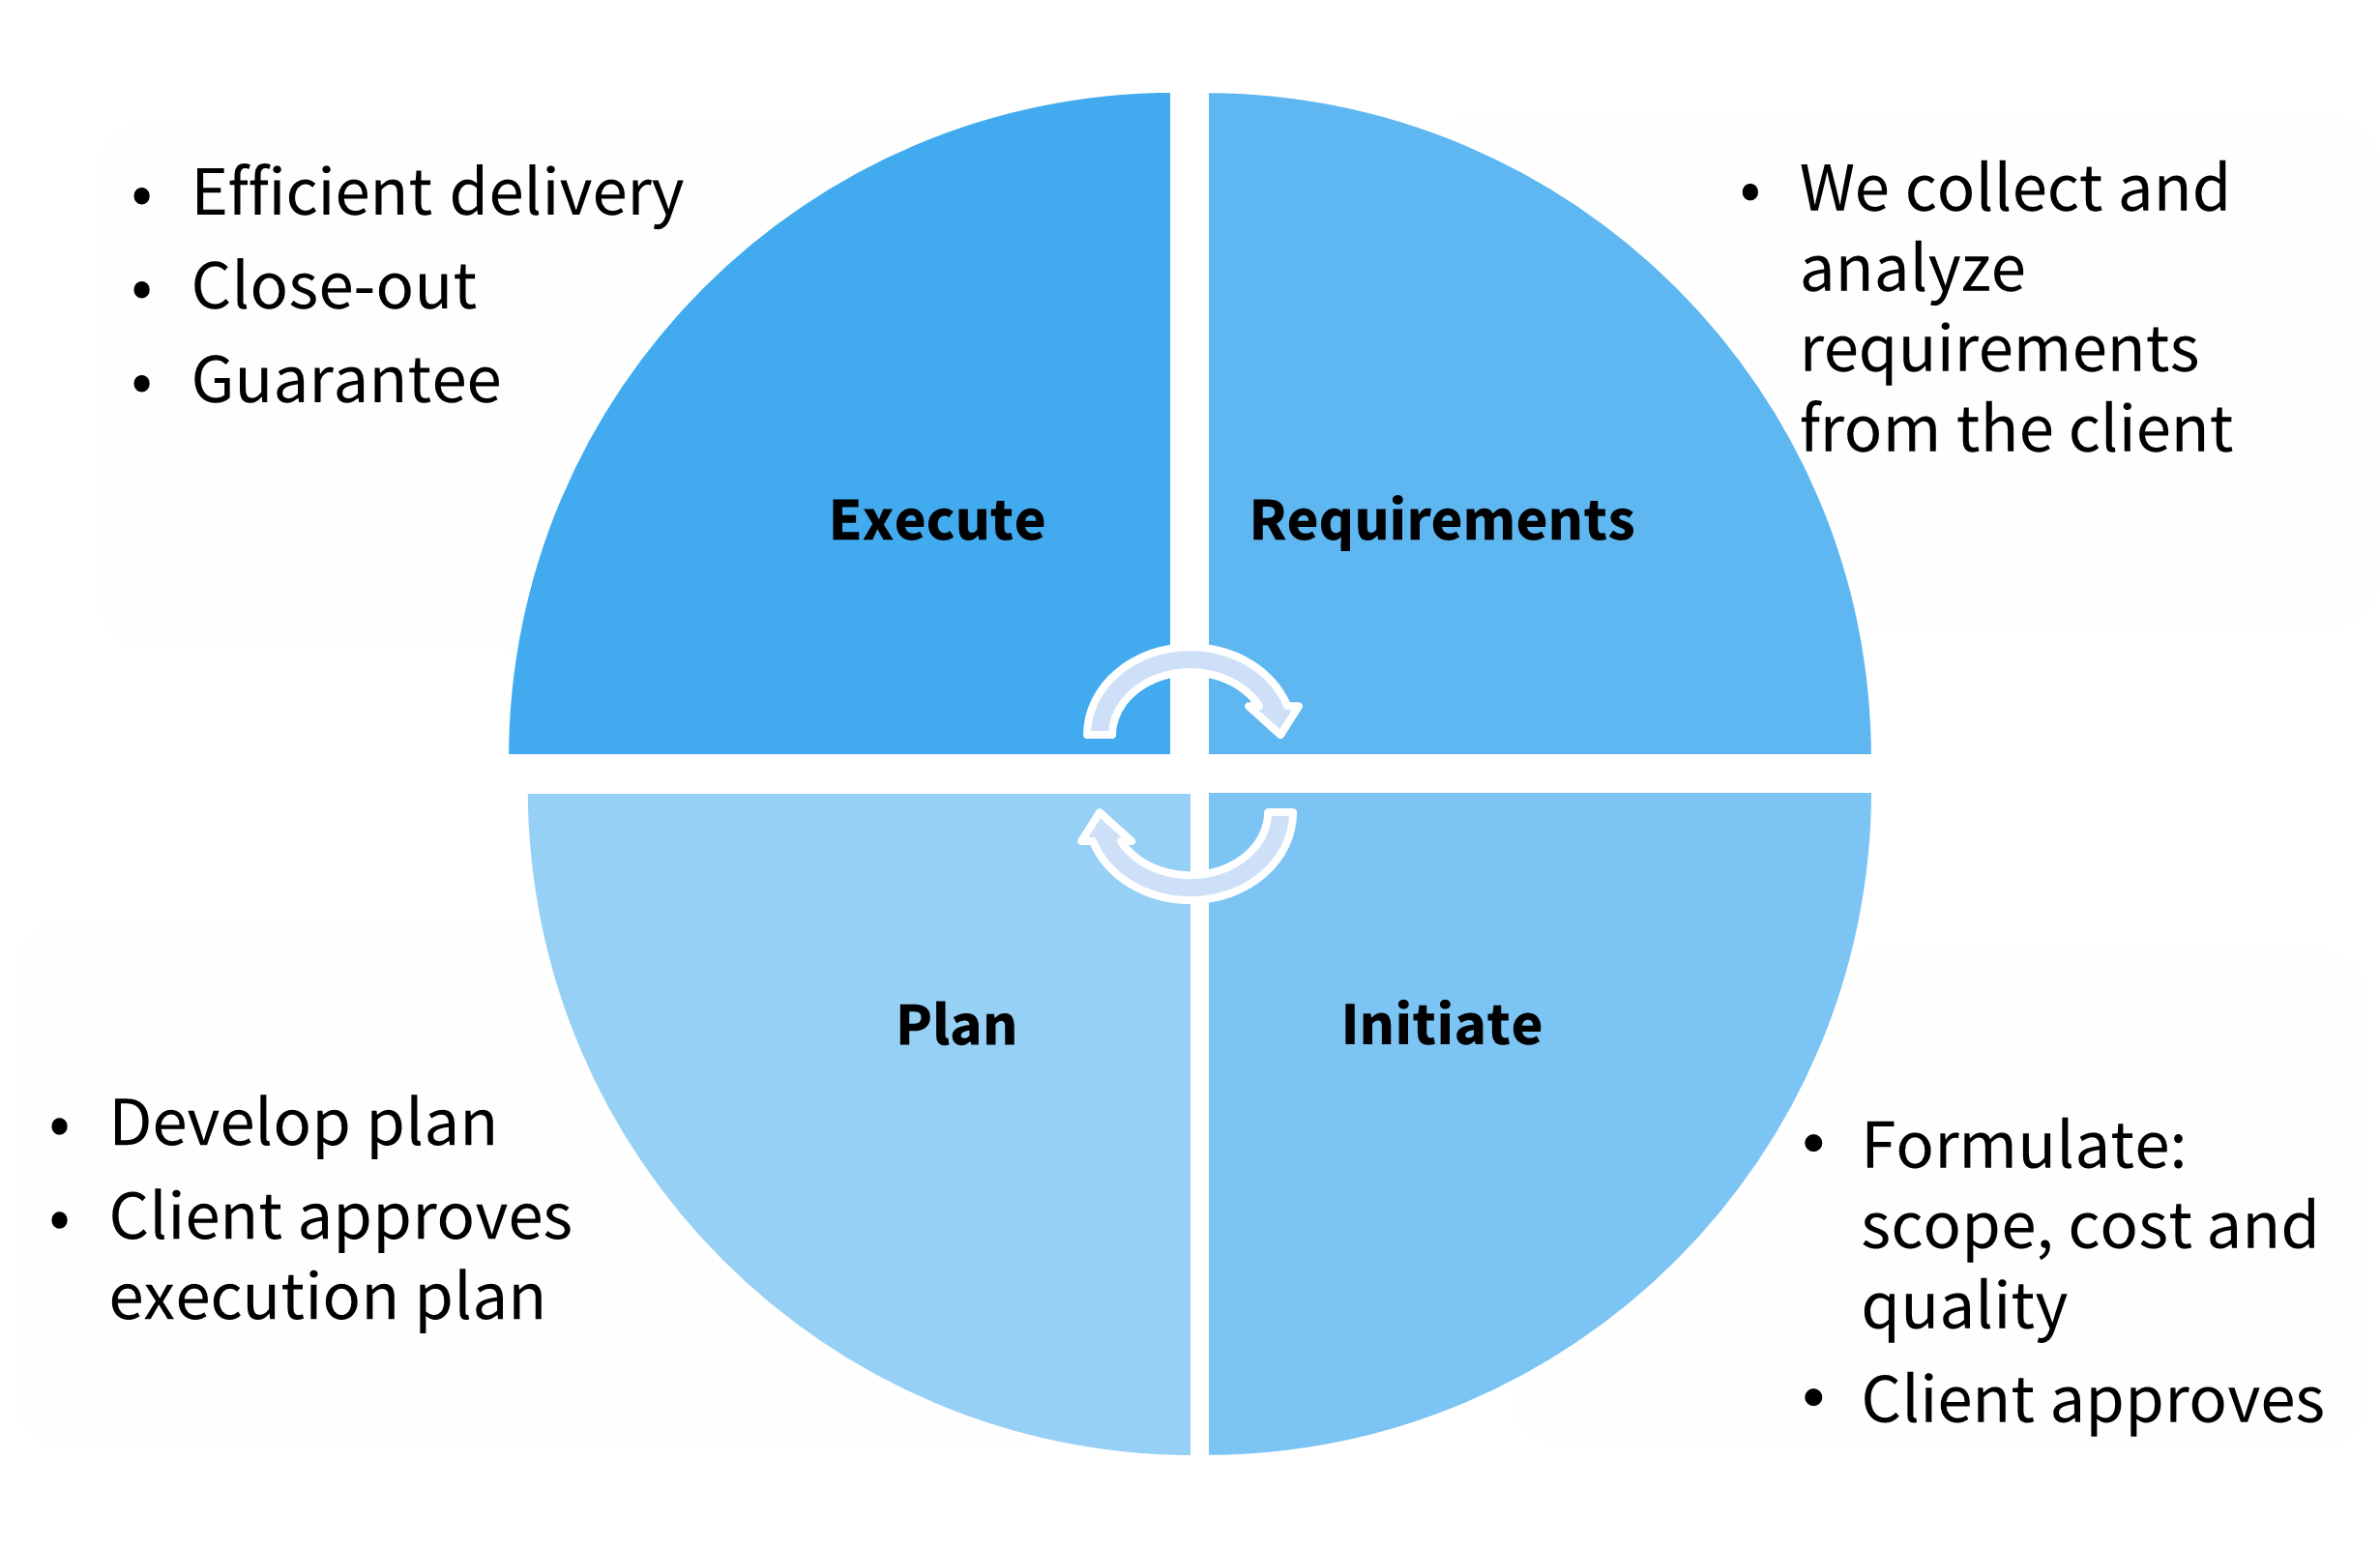 • Efficient delivery
• Close-out
• Guarantee
• We collect and
analyze
requirements
from the client
Execute
Requirements
Plan
Initiate
• Develop plan
• Client approves
execution plan
• Formulate:
scope, cost and
quality
• Client approves